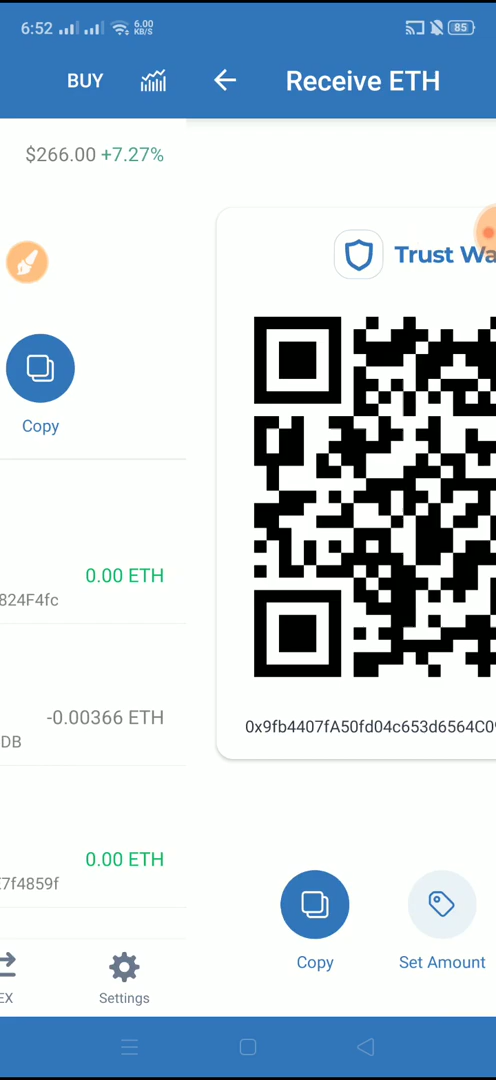 6:52 6.00 KB/S 85
BUY Receive ETH
$266.00 +7.27%
Trust Wa
Copy
0.00 ETH
824F4fc
-0.00366 ETH
0x9fb4407fA50fd04c653d6564C0
DB
0.00 ETH
7f4859f
Copy Set Amount
EX Settings